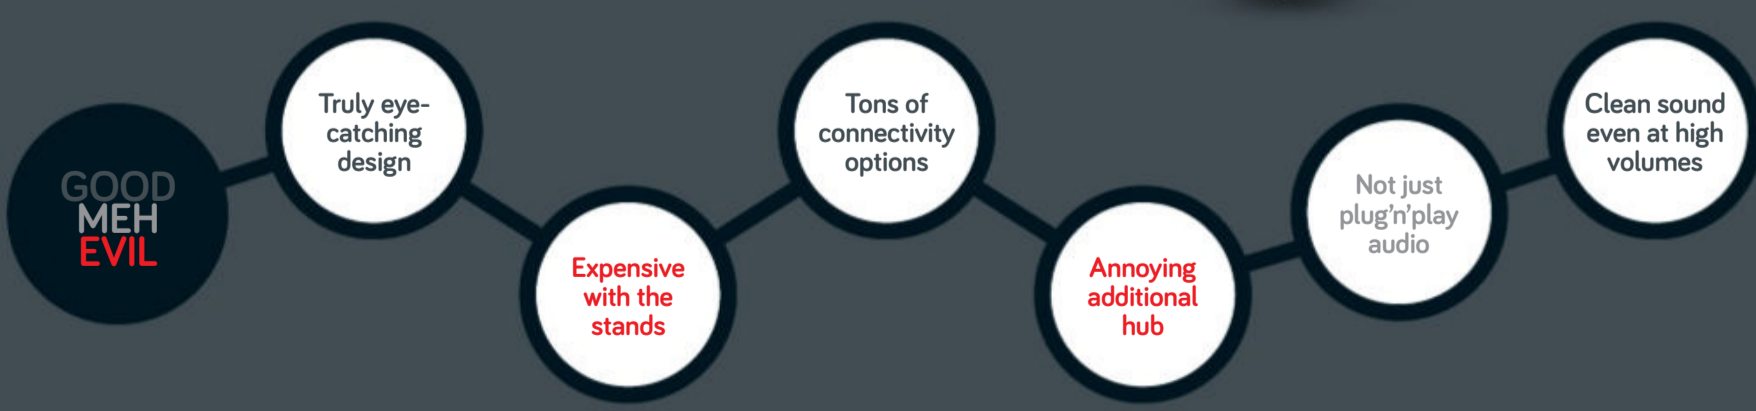 GOOD
MEH
EVIL
Truly eye-
catching
design
Expensive
with the
stands
Tons of
connectivity
options
Annoying
additional
hub
Not just
plug’n’play
audio
Clean sound
even at high
volumes